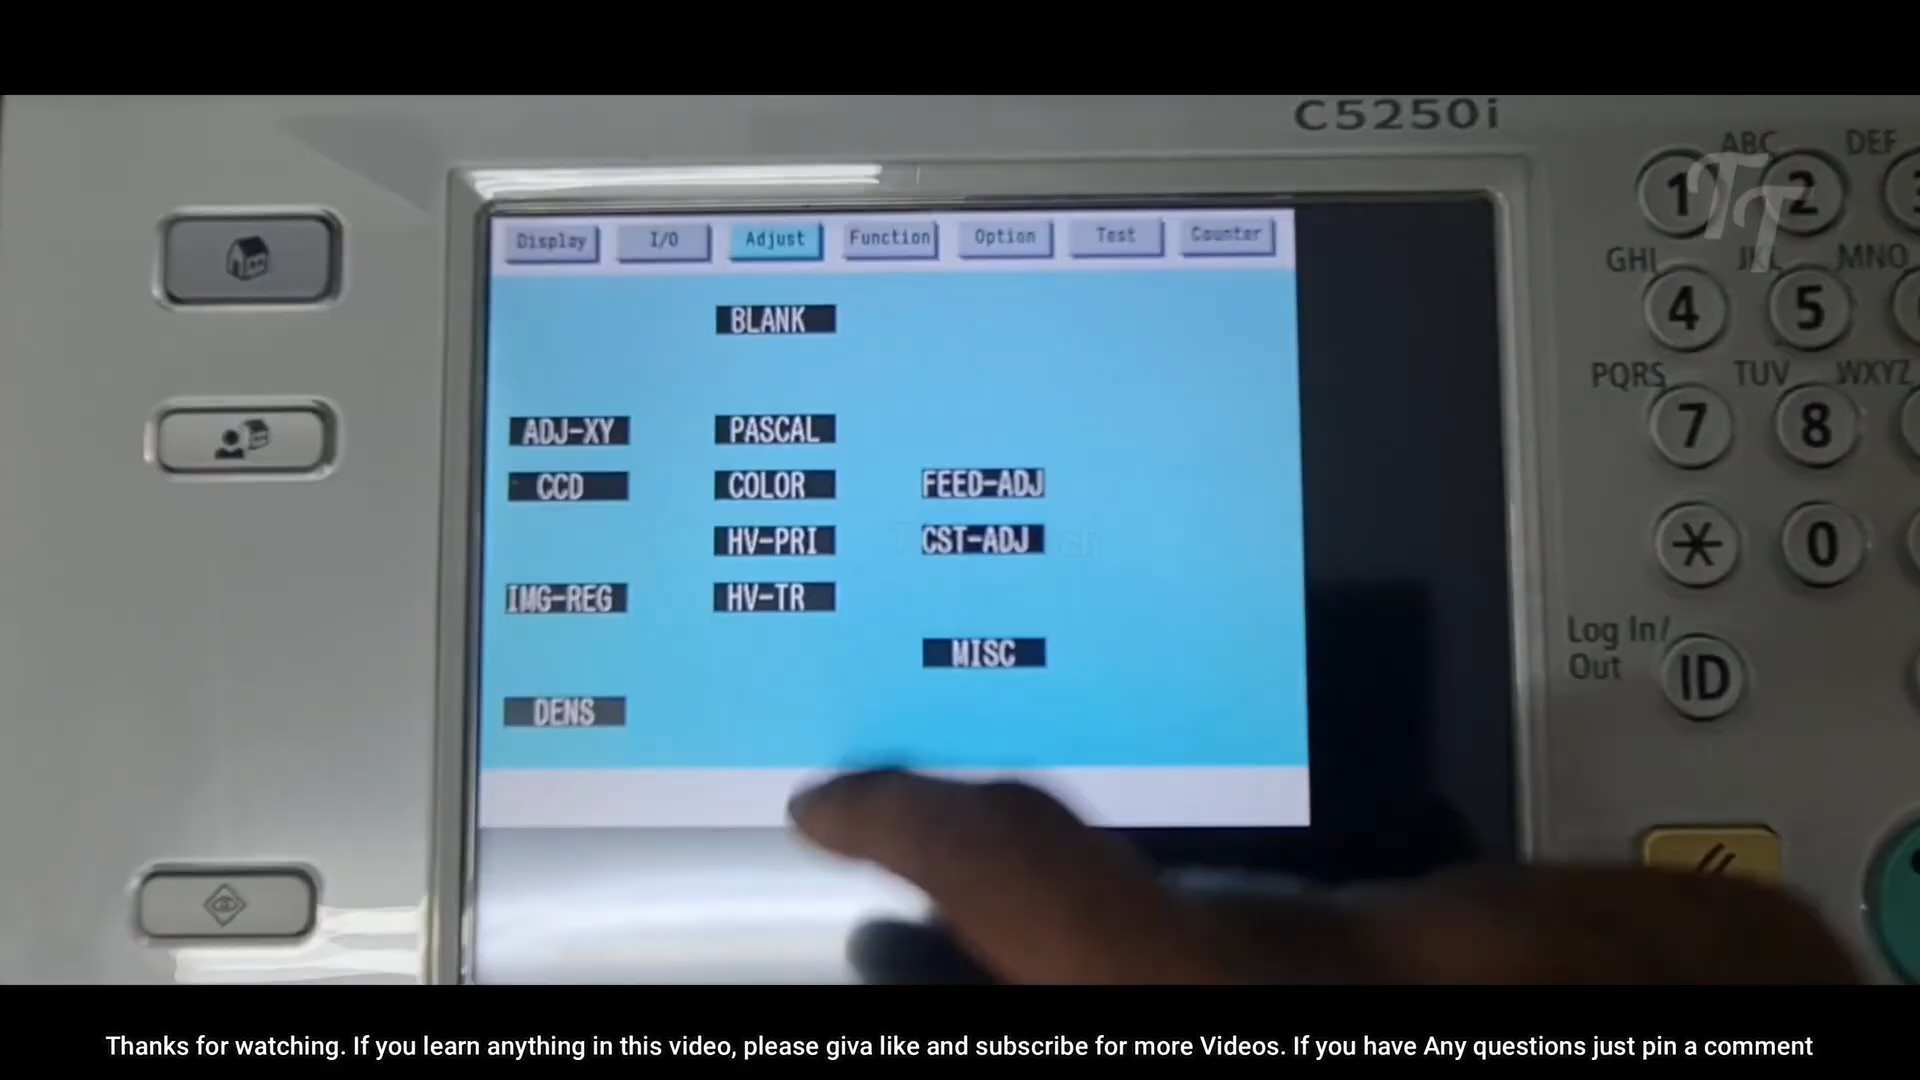 C5250i
Display I/O Adjust Function Option Test Counter
BLANK
ADJ-XY PASCAL
CCD COLOR FEED-ADJ
HV-PRI CST-ADJ
IMG-REG HV-TR
MISC
DENS
ABC DEF
1 2 3
GHI JKL MNO
4 5
PQRS TUV WXYZ
7 8
0
Log In/
Out ID
TT
Thanks for watching. If you learn anything in this video, please giva like and subscribe for more Videos. If you have Any questions just pin a comment